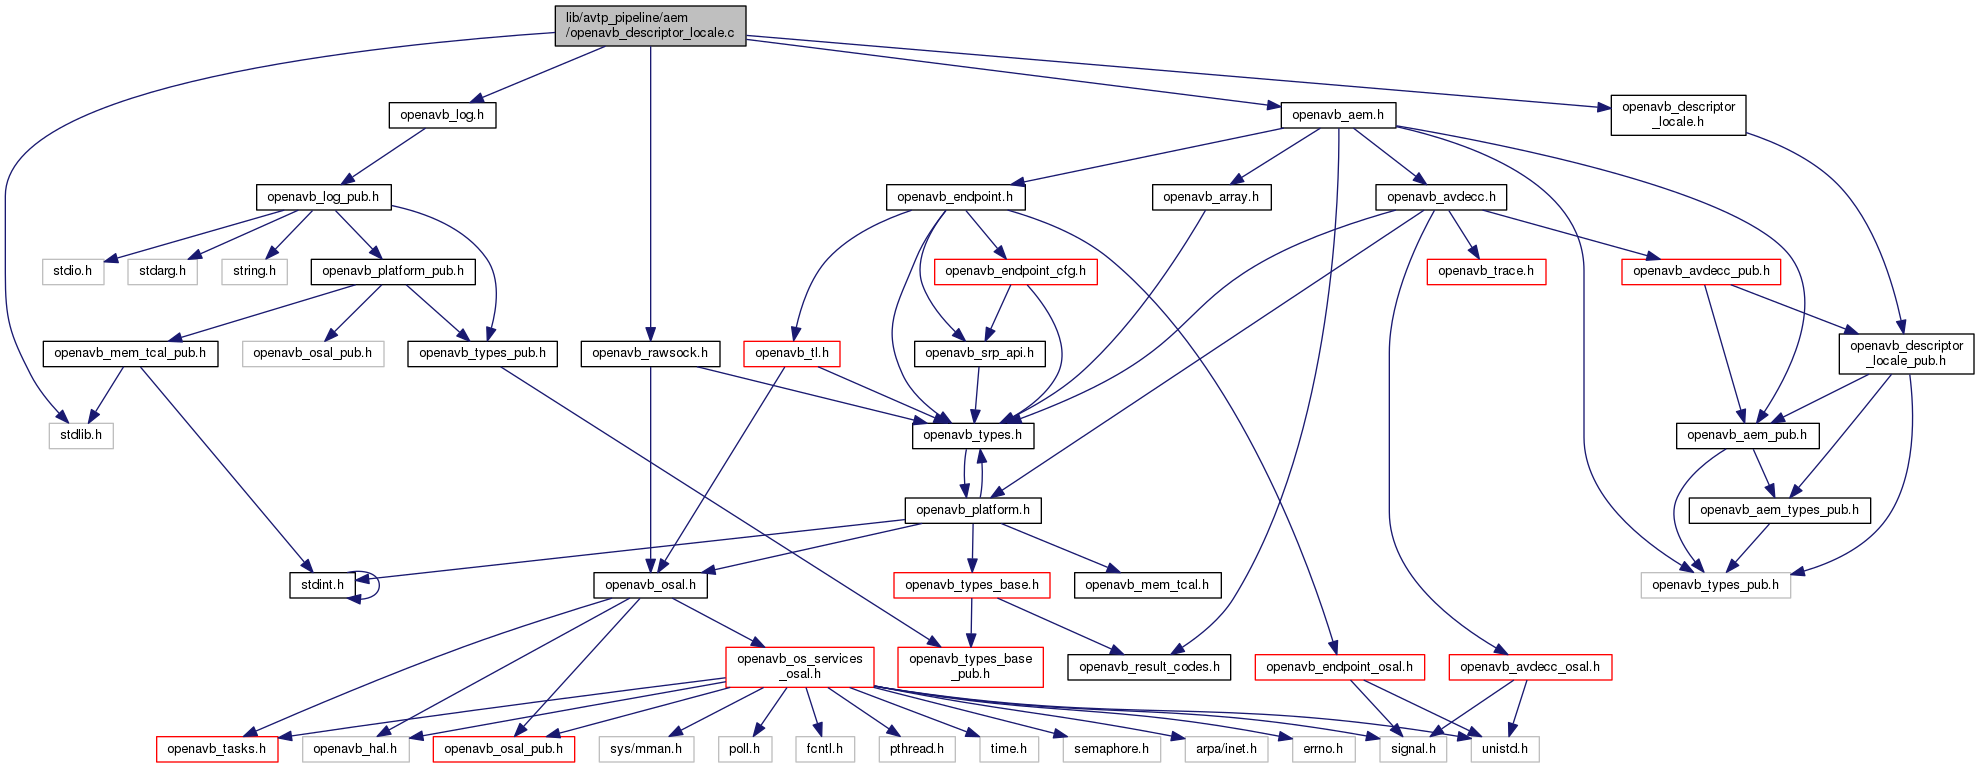 lib/avtp_pipeline/aem
/openavb_descriptor_locale.c
openavb_log.h
openavb_aem.h
openavb_descriptor
_locale.h
openavb_log_pub.h
openavb_endpoint.h
openavb_array.h
openavb_avdecc.h
stdio.h
stdarg.h
string.h
openavb_platform_pub.h
openavb_endpoint_cfg.h
openavb_trace.h
openavb_avdecc_pub.h
openavb_mem_tcal_pub.h
openavb_osal_pub.h
openavb_types_pub.h
openavb_rawsock.h
openavb_tl.h
openavb_srp_api.h
openavb_descriptor
_locale_pub.h
stdlib.h
openavb_types.h
openavb_aem_pub.h
openavb_platform.h
openavb_aem_types_pub.h
stdint.h
openavb_osal.h
openavb_types_base.h
openavb_mem_tcal.h
openavb_types_pub.h
openavb_os_services
_osal.h
openavb_types_base
_pub.h
openavb_result_codes.h
openavb_endpoint_osal.h
openavb_avdecc_osal.h
openavb_tasks.h
openavb_hal.h
openavb_osal_pub.h
sys/mman.h
poll.h
fcntl.h
pthread.h
time.h
semaphore.h
arpa/inet.h
errno.h
signal.h
unistd.h